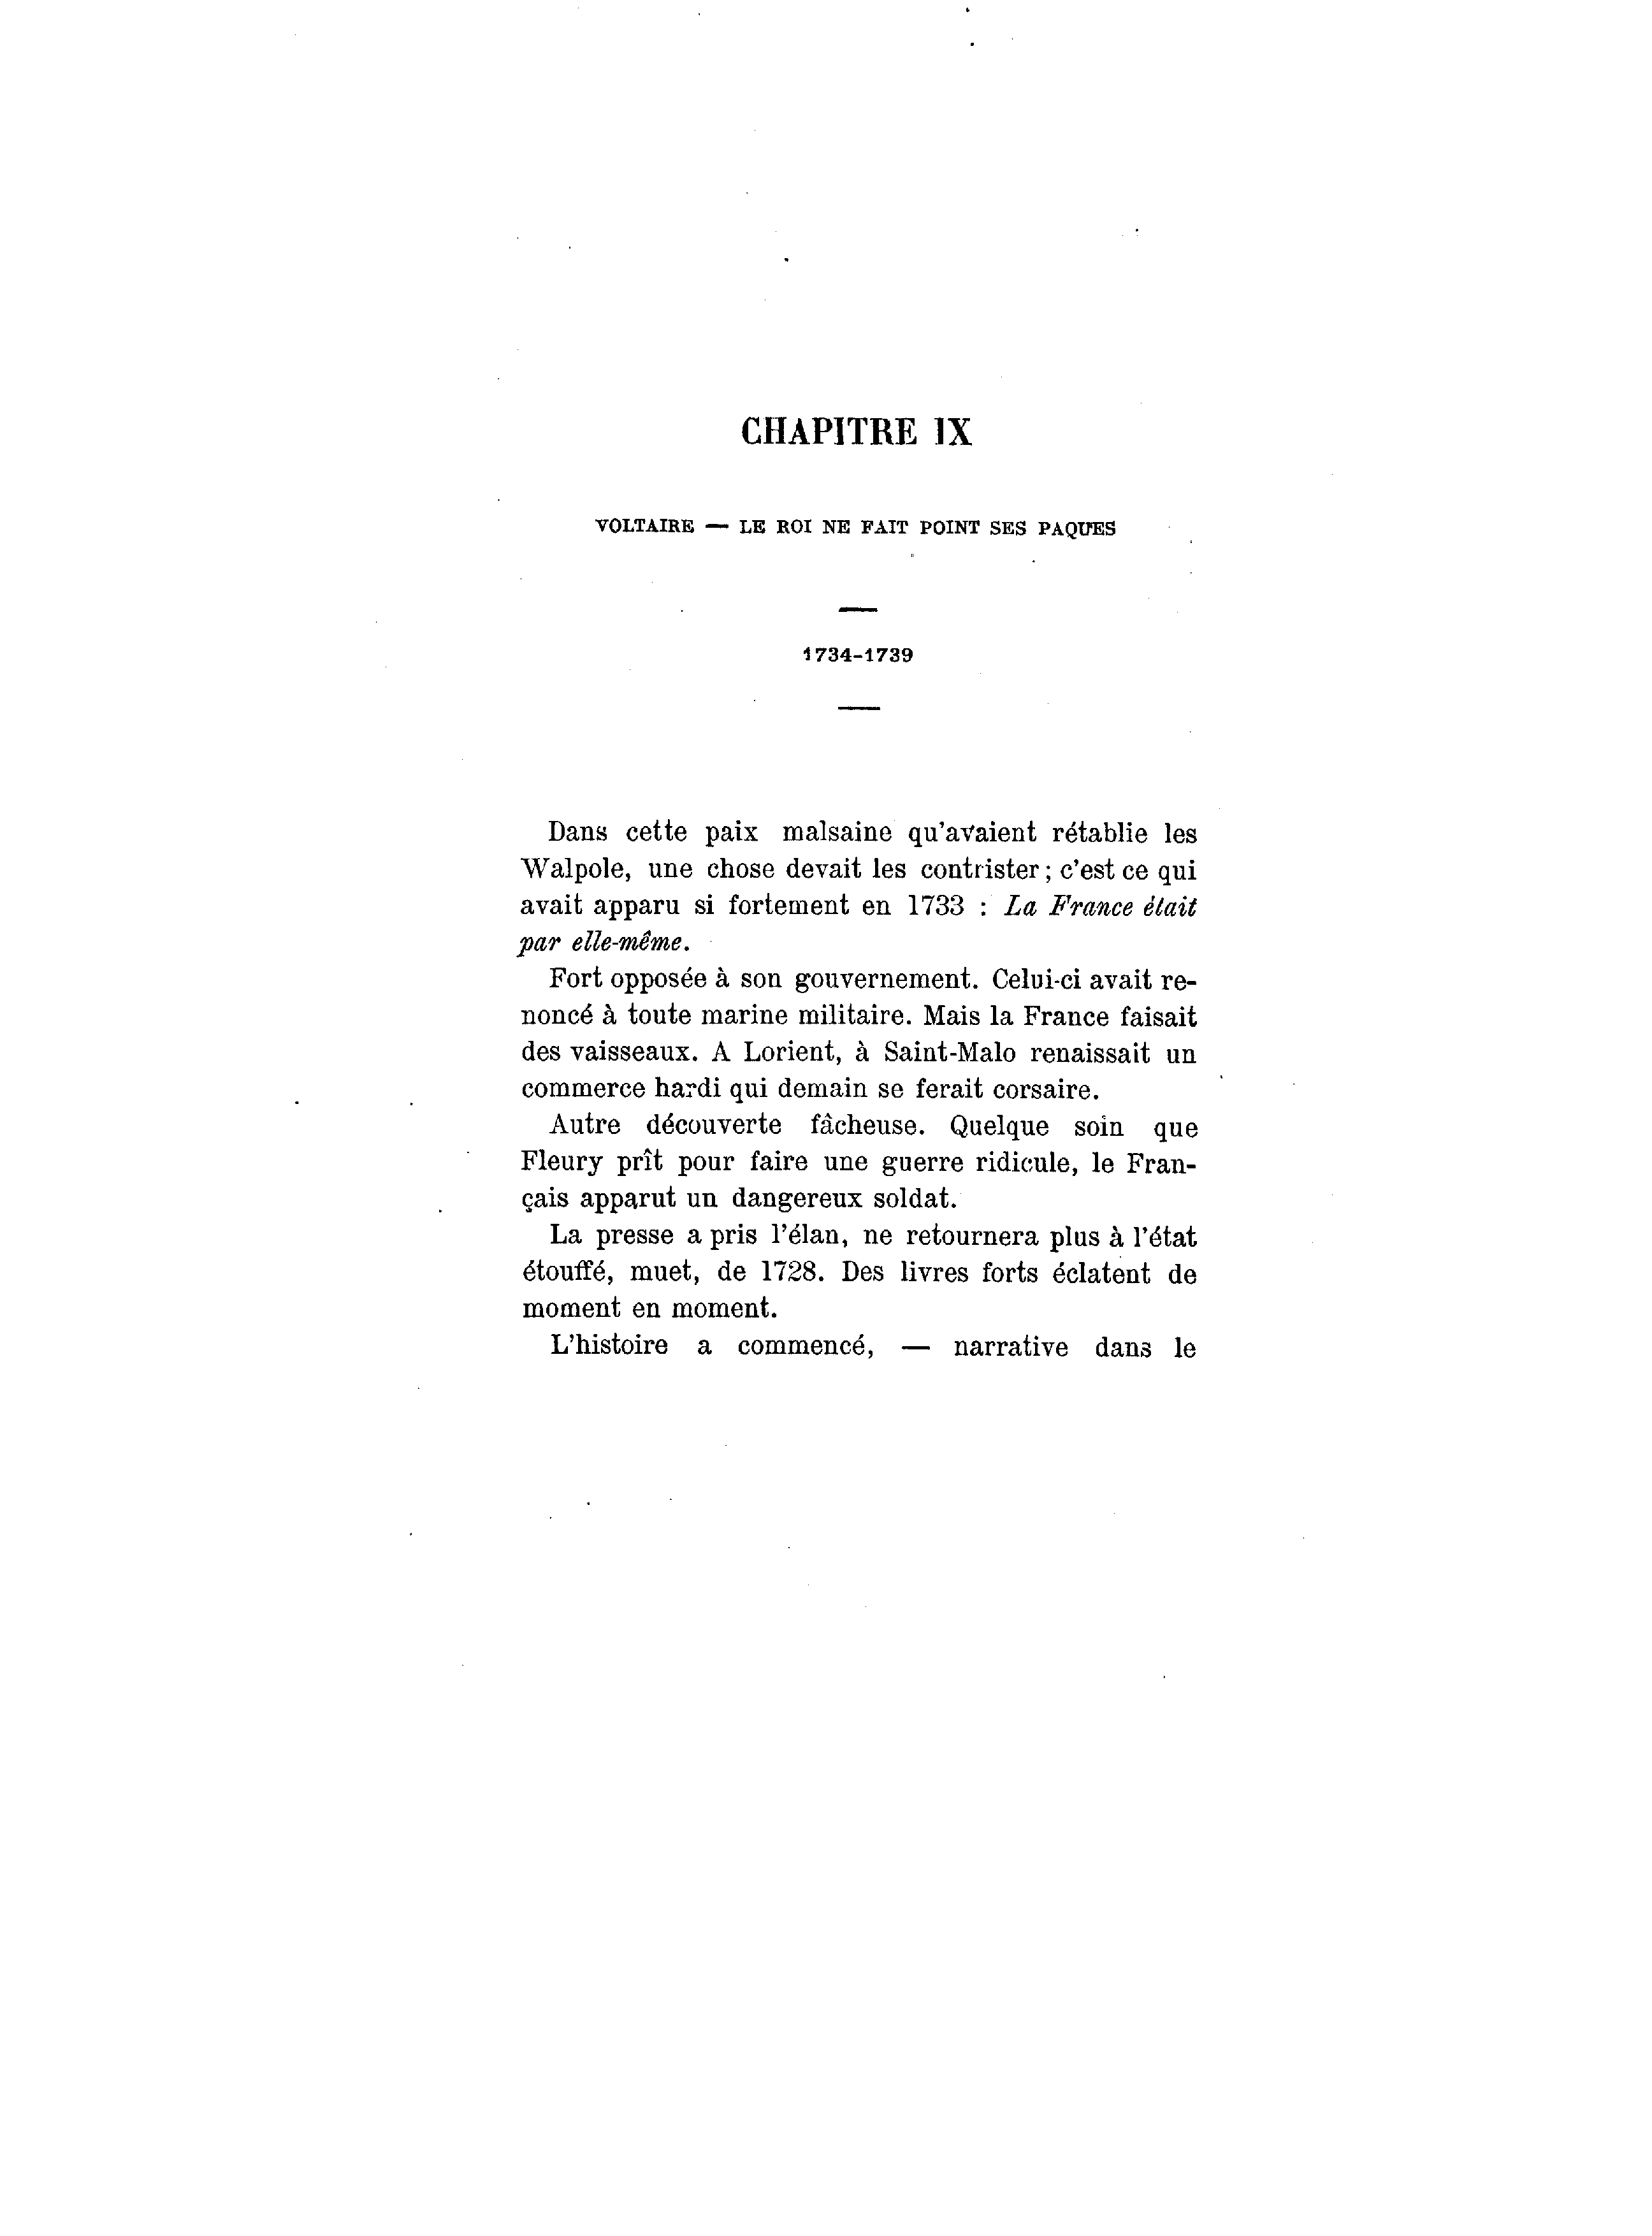 CHAPITRE IX
VOLTAIRE — LE ROI NE FAIT POINT SES PAQUES
1734-1739
Dans cette paix malsaine qu'avaient rétablie les
Walpole, une chose devait les contrister ; c'est ce qui
avait apparu si fortement en 1733 : La France était
par elle-même.
Fort opposée à son gouvernement. Celui-ci avait re-
noncé à toute marine militaire. Mais la France faisait
des vaisseaux. A Lorient, à Saint-Malo renaissait un
commerce hardi qui demain se ferait corsaire.
Autre découverte fâcheuse. Quelque soin que
Fleury prît pour faire une guerre ridicule, le Fran-
çais apparut un dangereux soldat.
La presse a pris l'élan, ne retournera plus à l'état
étouffé, muet, de 1728. Des livres forts éclatent de
moment en moment.
L'histoire a commencé, — narrative dans le